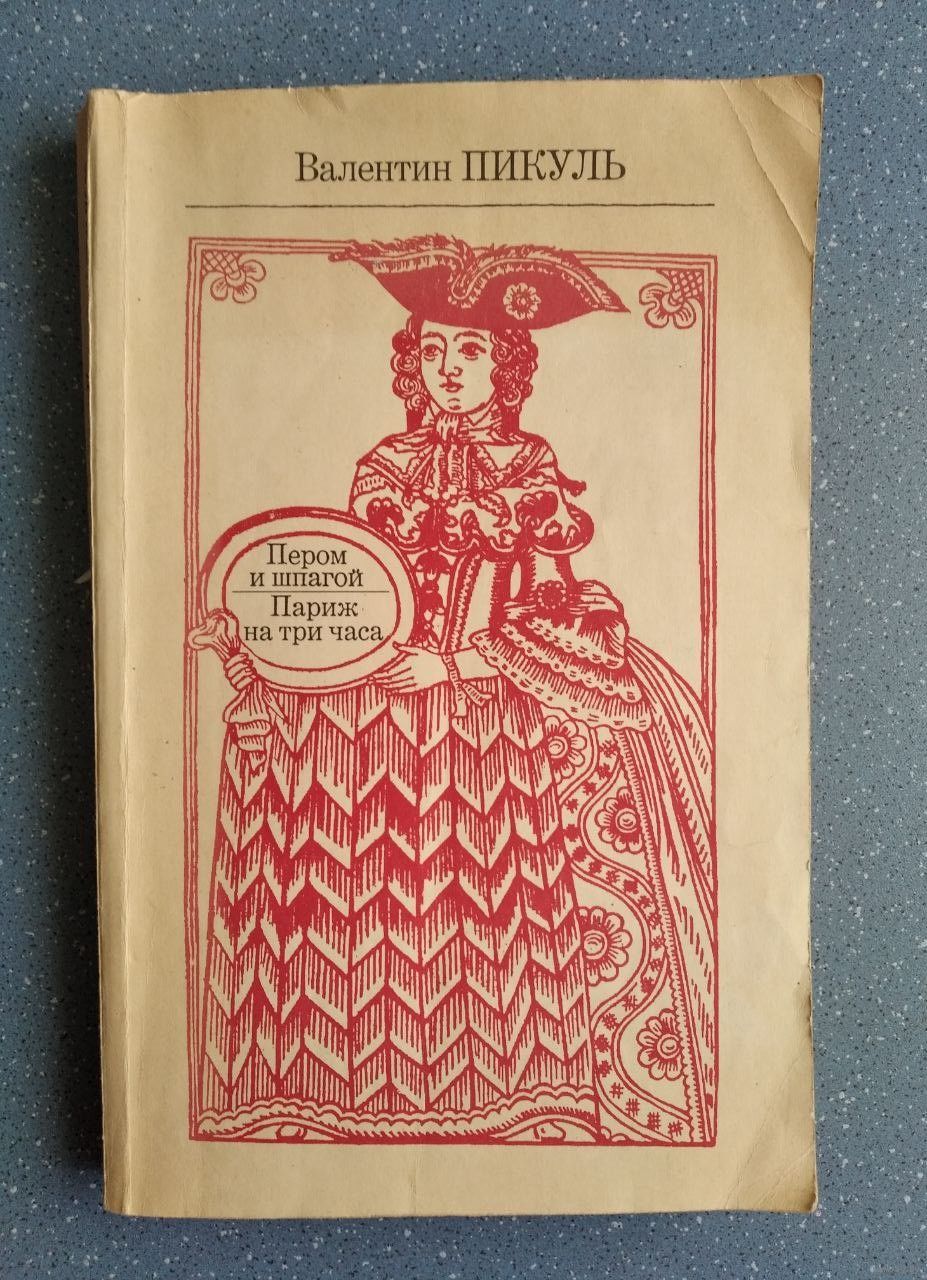 Валентин ПИКУЛЬ
Пером
и шпагой
Париж
на три часа